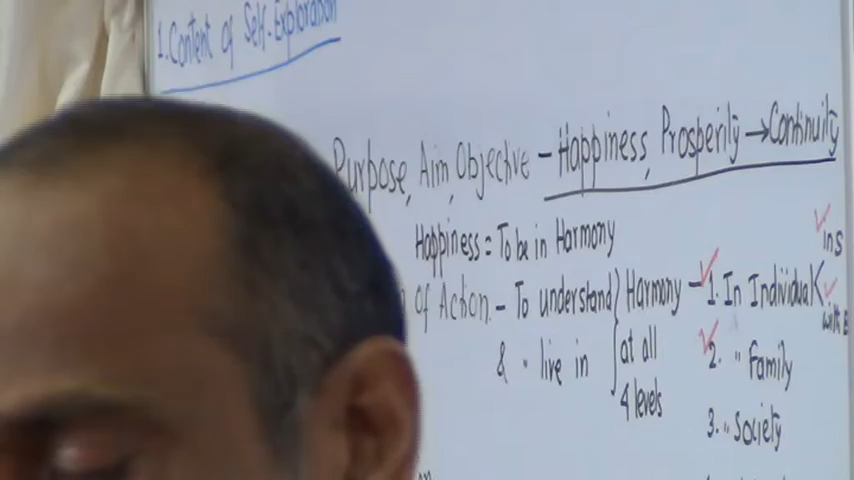 1. Content of Self-Exploration
Purpose, Aim, Objective - Happiness, Prosperity → Continuity
Happiness = To be in Harmony
of Action - To understand } Harmony - 1. In Individual < in S
& " live in } at all 2. " Family
4 levels
3. " Society